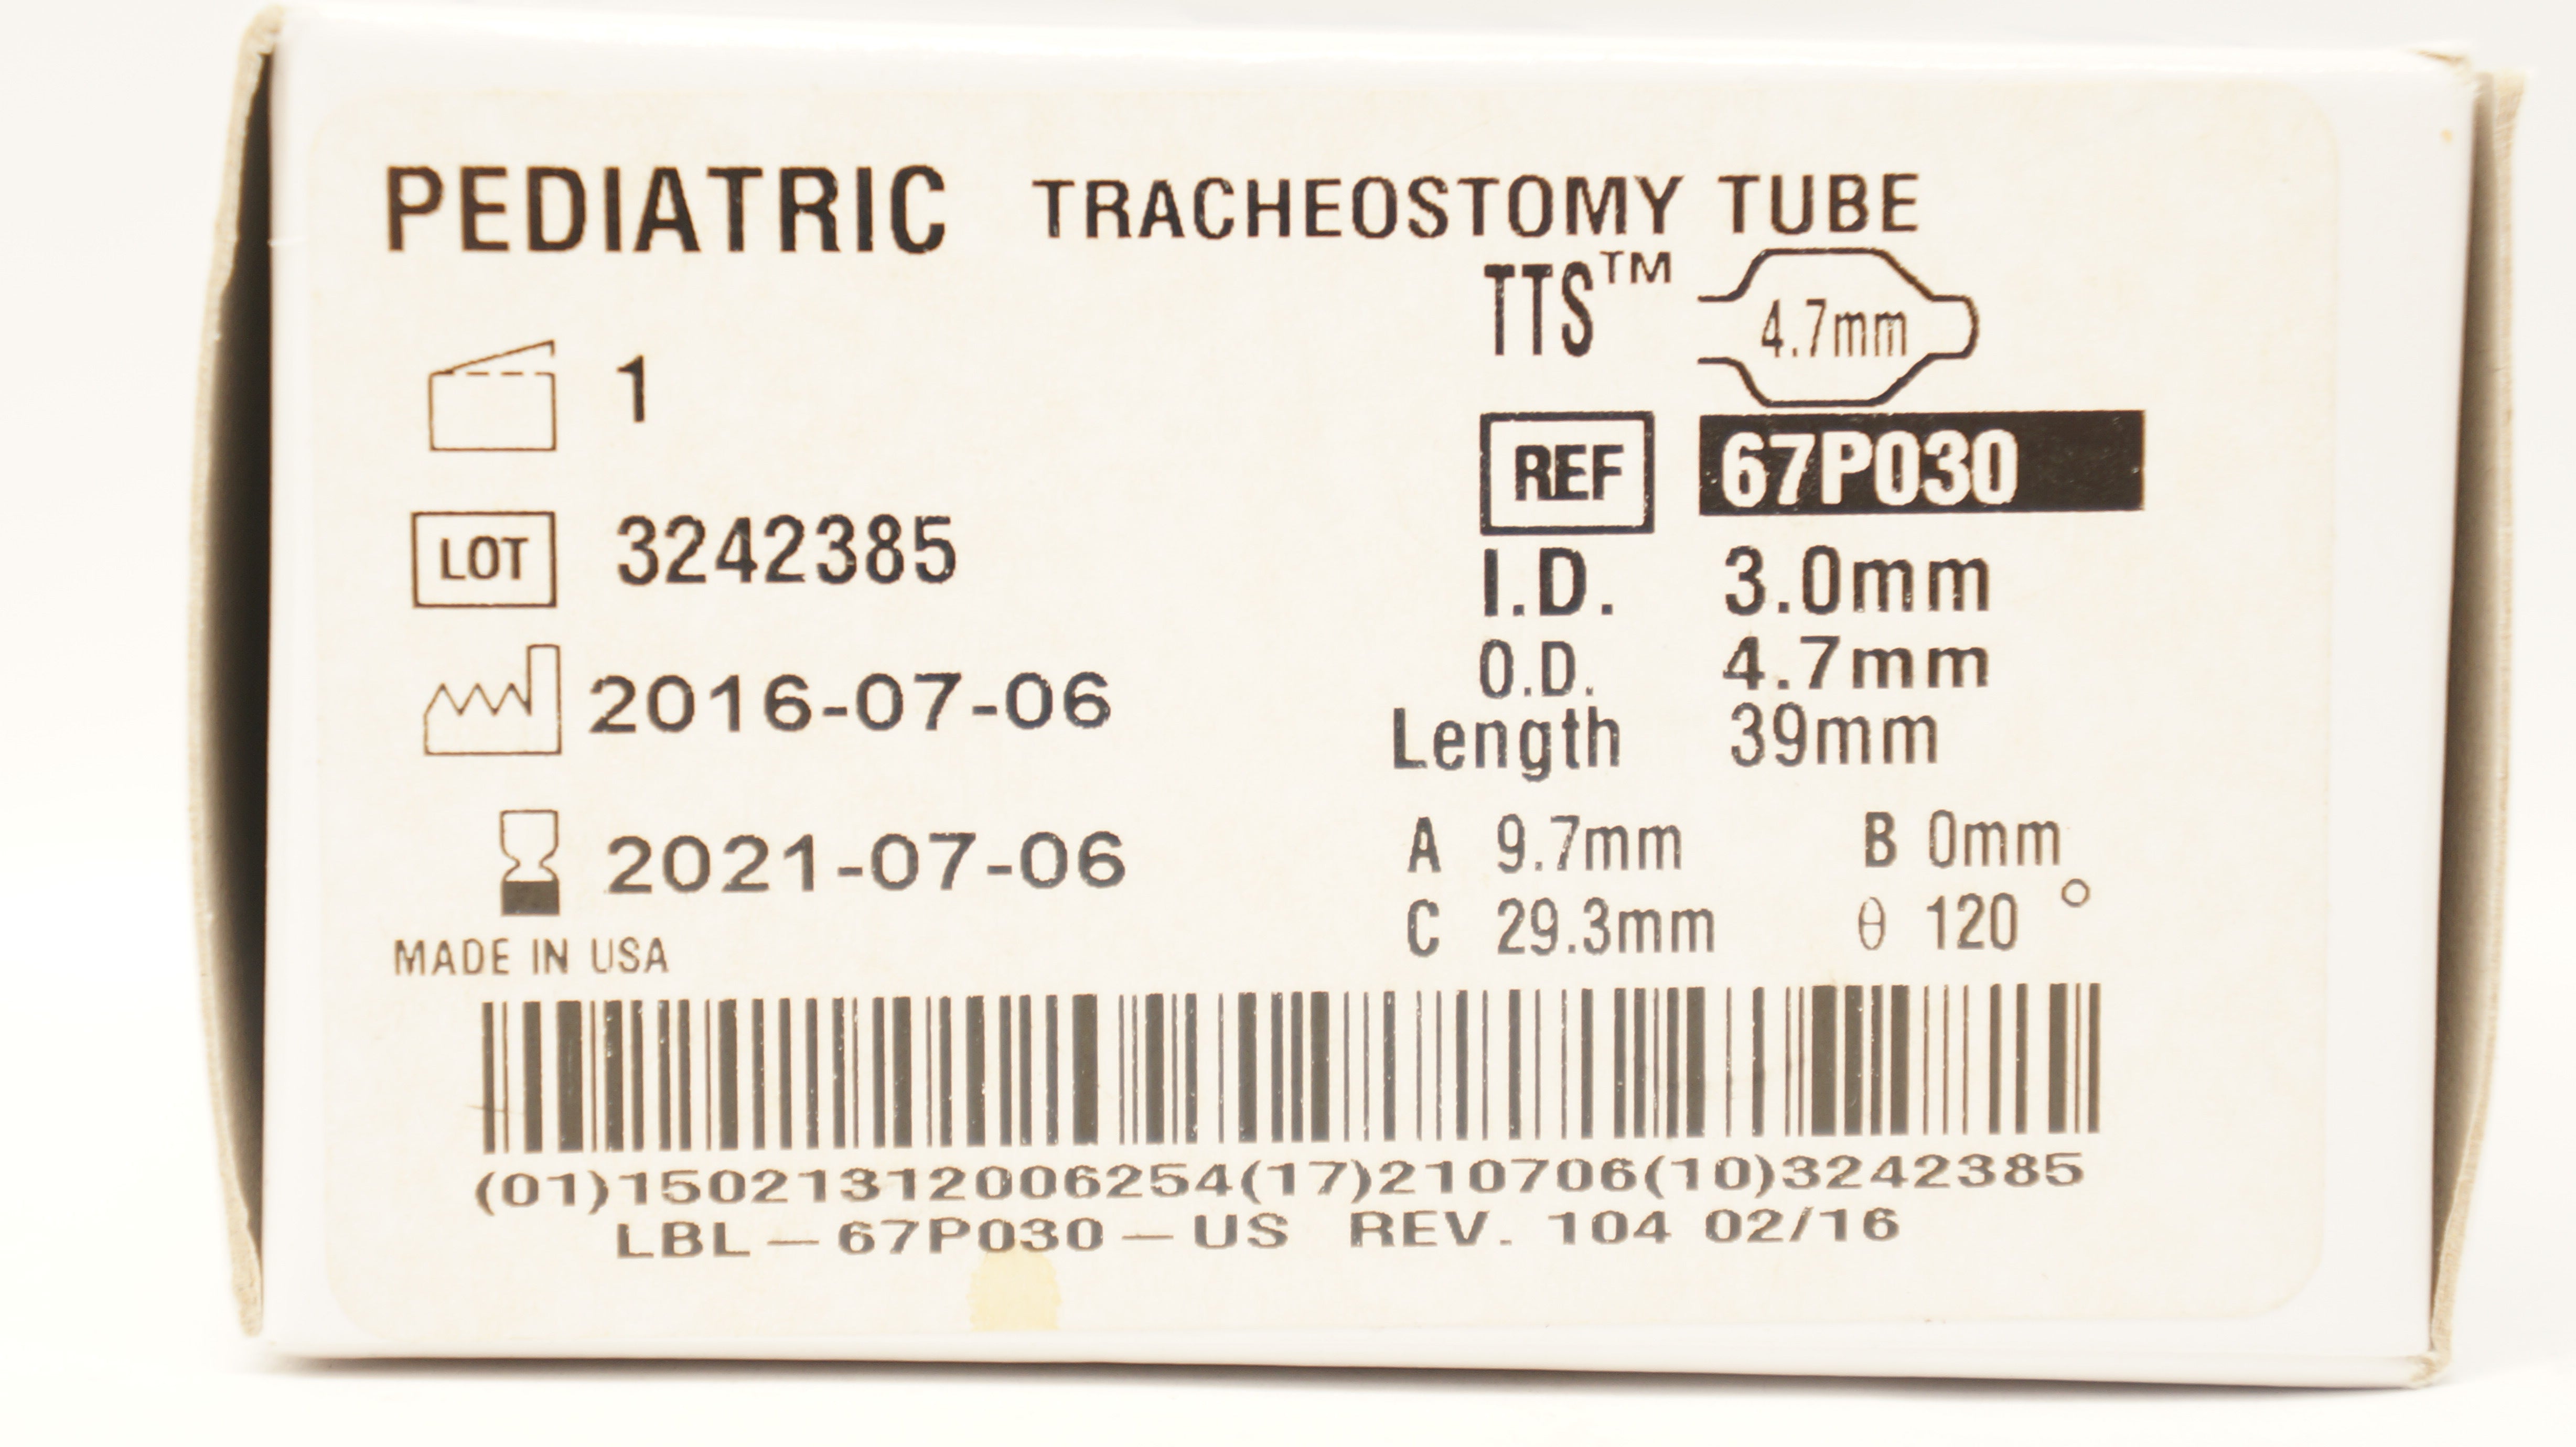 PEDIATRIC TRACHEOSTOMY TUBE
TTS™ 4.7mm
1
REF 67P030
LOT 3242385
I.D. 3.0mm
O.D. 4.7mm
2016-07-06
Length 39mm
2021-07-06
A 9.7mm B 0mm
C 29.3mm θ 120°
MADE IN USA
(01)15021312006254(17)210706(10)3242385
LBL — 67P030 — US REV. 104 02/16